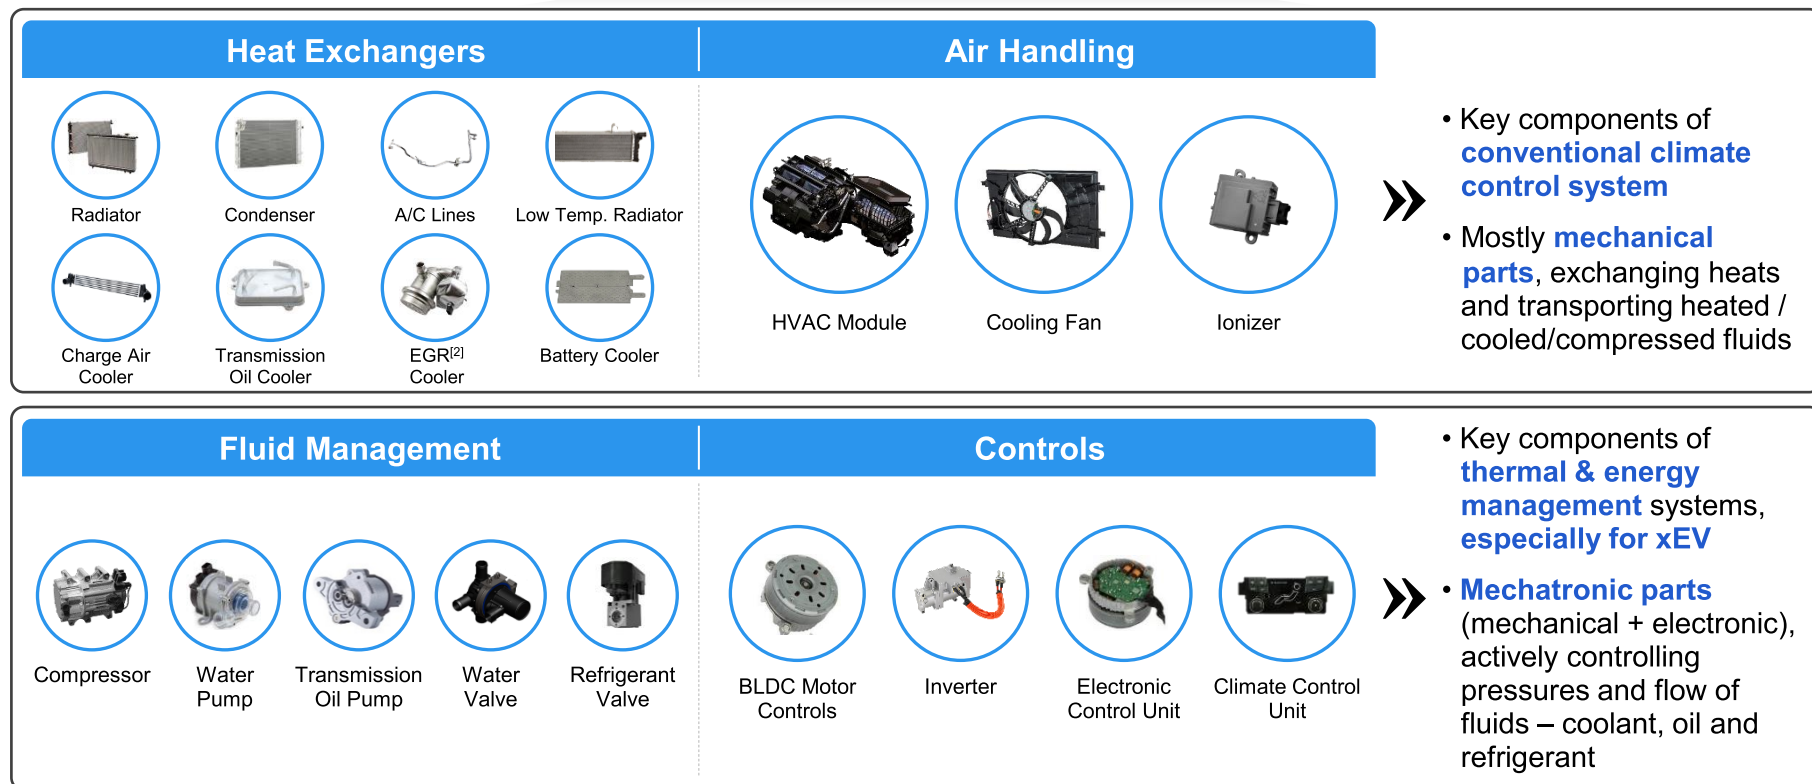 Heat Exchangers
Air Handling
Radiator
Condenser
A/C Lines
Low Temp. Radiator
Charge Air
Cooler
Transmission
Oil Cooler
EGR[2]
Cooler
Battery Cooler
HVAC Module
Cooling Fan
Ionizer
• Key components of
conventional climate
control system
• Mostly mechanical
parts, exchanging heats
and transporting heated /
cooled/compressed fluids
Fluid Management
Controls
Compressor
Water
Pump
Transmission
Oil Pump
Water
Valve
Refrigerant
Valve
BLDC Motor
Controls
Inverter
Electronic
Control Unit
Climate Control
Unit
• Key components of
thermal & energy
management systems,
especially for xEV
• Mechatronic parts
(mechanical + electronic),
actively controlling
pressures and flow of
fluids – coolant, oil and
refrigerant